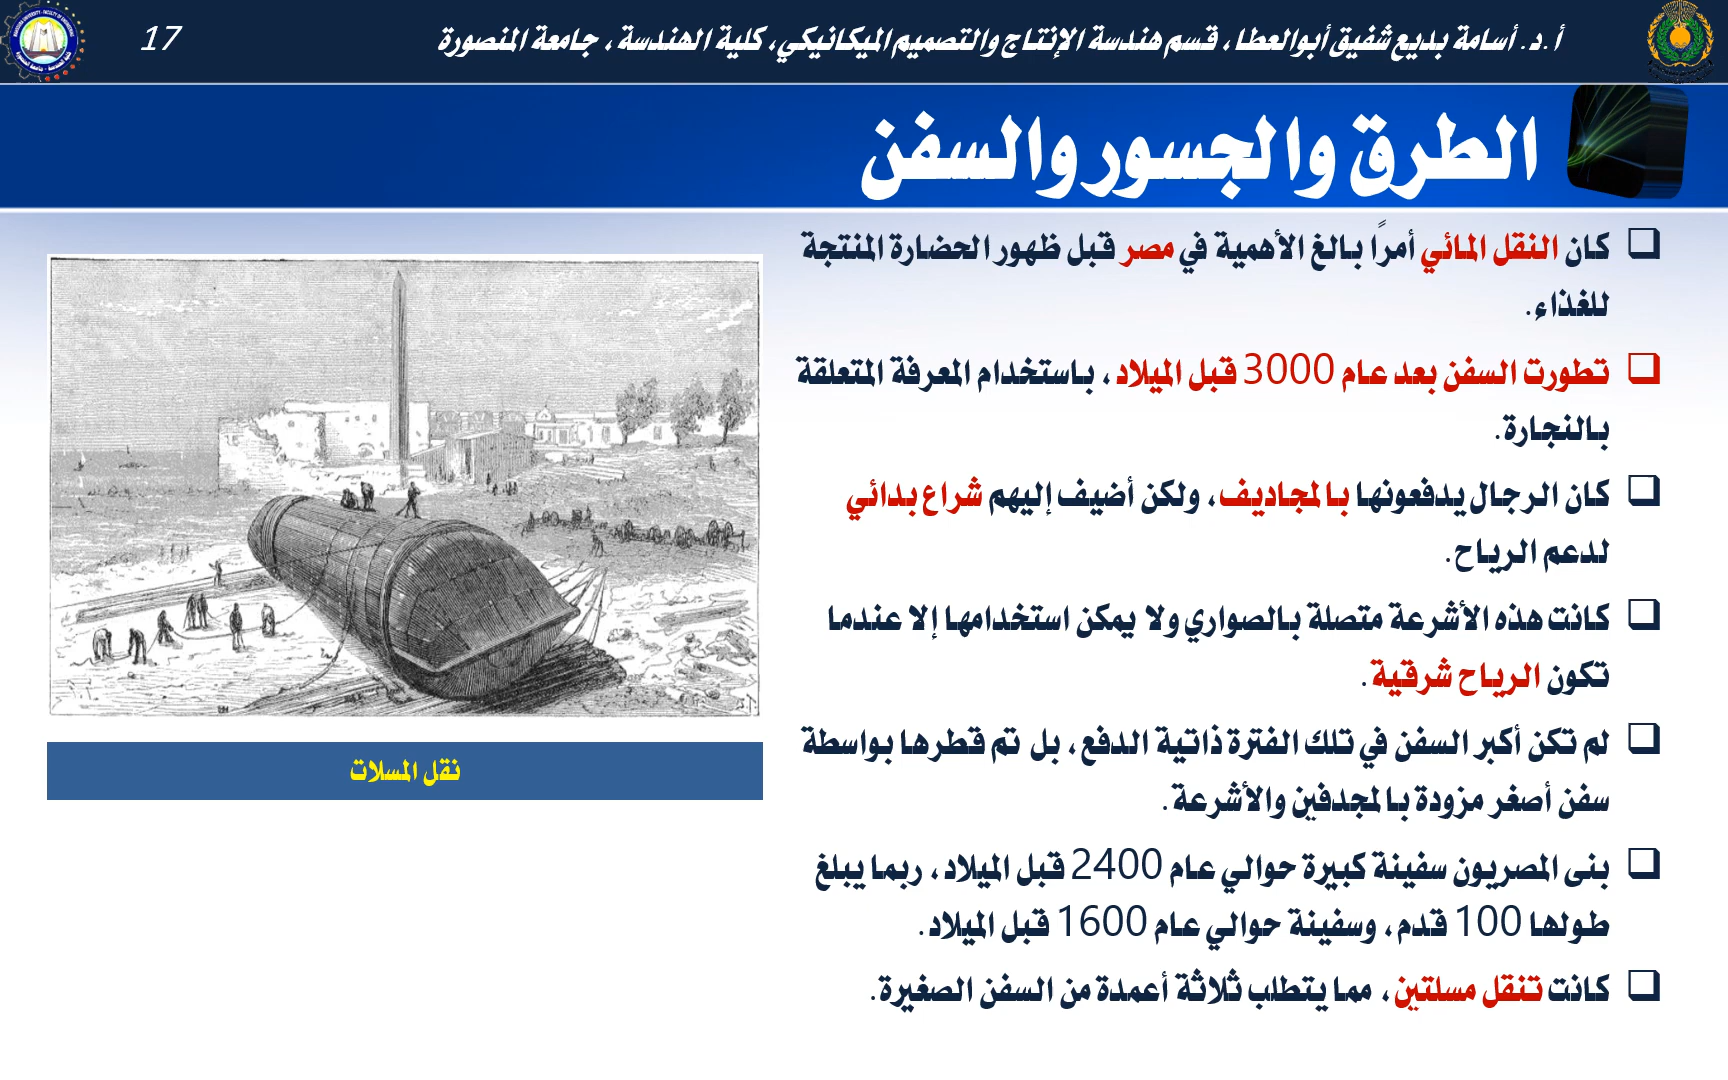 أ.د. أسامة بديع شفيق أبوالعطا، قسم هندسة الإنتاج والتصميم الميكانيكي، كلية الهندسة، جامعة المنصورة
17
الطرق والجسور والسفن
كان النقل المائي أمرًا بالغ الأهمية في مصر قبل ظهور الحضارة المنتجة
للغذاء.
تطورت السفن بعد عام 3000 قبل الميلاد، باستخدام المعرفة المتعلقة
بالنجارة.
كان الرجال يدفعونها بالمجاديف، ولكن أضيف إليهم شراع بدائي
لدعم الرياح.
كانت هذه الأشرعة متصلة بالصواري ولا يمكن استخدامها إلا عندما
تكون الرياح شرقية.
لم تكن أكبر السفن في تلك الفترة ذاتية الدفع، بل تم قطرها بواسطة
سفن أصغر مزودة بالمجدفين والأشرعة.
بنى المصريون سفينة كبيرة حوالي عام 2400 قبل الميلاد، ربما يبلغ
طولها 100 قدم، وسفينة حوالي عام 1600 قبل الميلاد.
كانت تنقل مسلتين، مما يتطلب ثلاثة أعمدة من السفن الصغيرة.
نقل المسلات